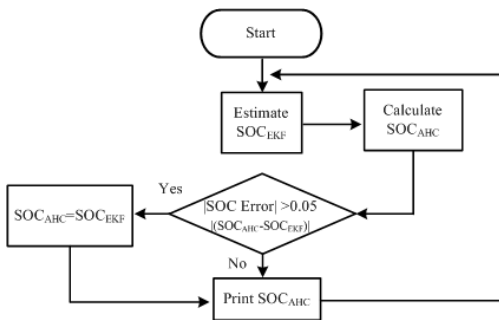 Start
Estimate
SOCEKF
Calculate
SOCAHC
|SOC Error| >0.05
|(SOCAHC-SOCEKF)|
Yes
SOCAHC=SOCEKF
No
Print SOCAHC